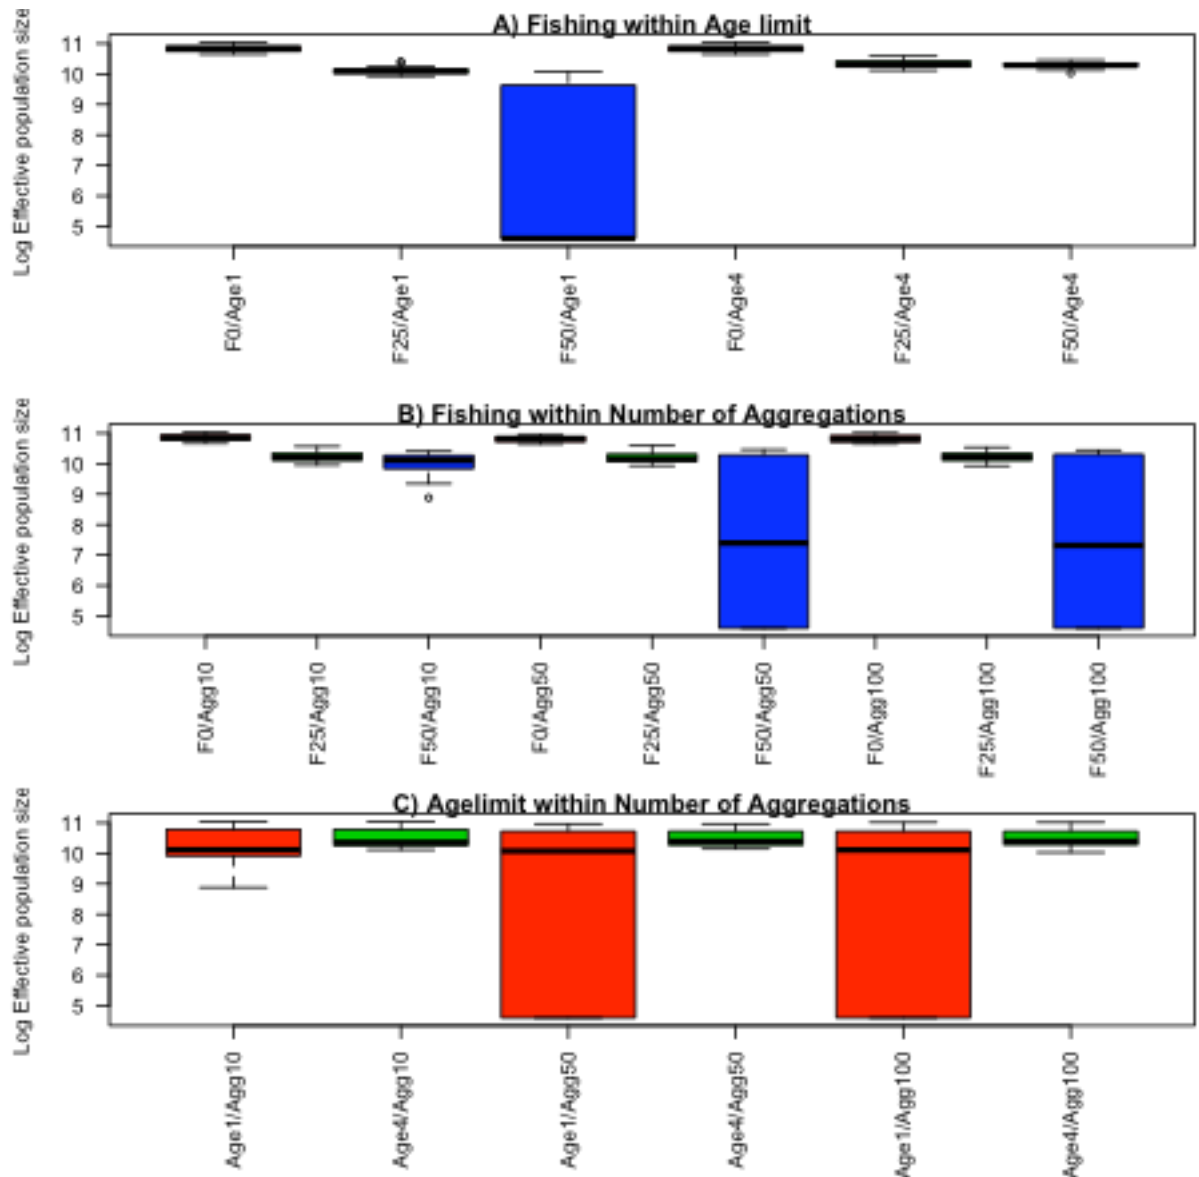 A) Fishing within Age limit
Log Effective population size
11
10
9
8
7
6
5
F0/Age1
F25/Age1
F50/Age1
F0/Age4
F25/Age4
F50/Age4
B) Fishing within Number of Aggregations
Log Effective population size
11
10
9
8
7
6
5
F0/Agg10
F25/Agg10
F50/Agg10
F0/Agg50
F25/Agg50
F50/Agg50
F0/Agg100
F25/Agg100
F50/Agg100
C) Agelimit within Number of Aggregations
Log Effective population size
11
10
9
8
7
6
5
Age1/Agg10
Age4/Agg10
Age1/Agg50
Age4/Agg50
Age1/Agg100
Age4/Agg100